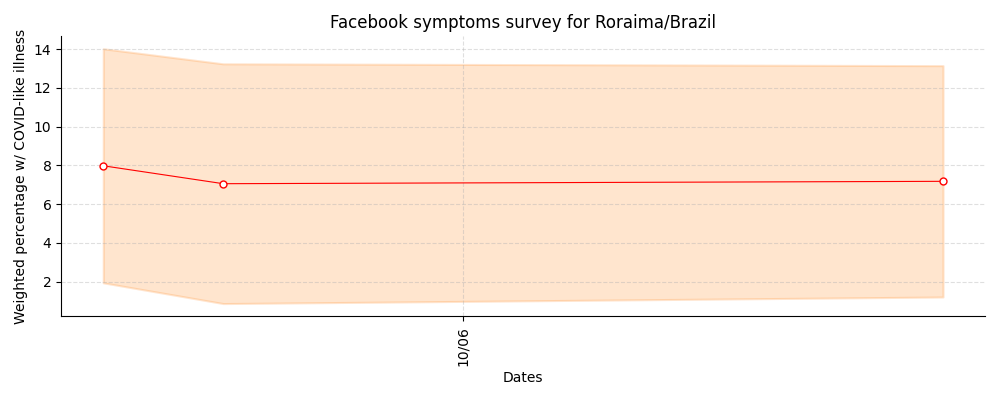 Facebook symptoms survey for Roraima/Brazil
Weighted percentage w/ COVID-like illness
14
12
10
8
6
4
2
10/06
Dates